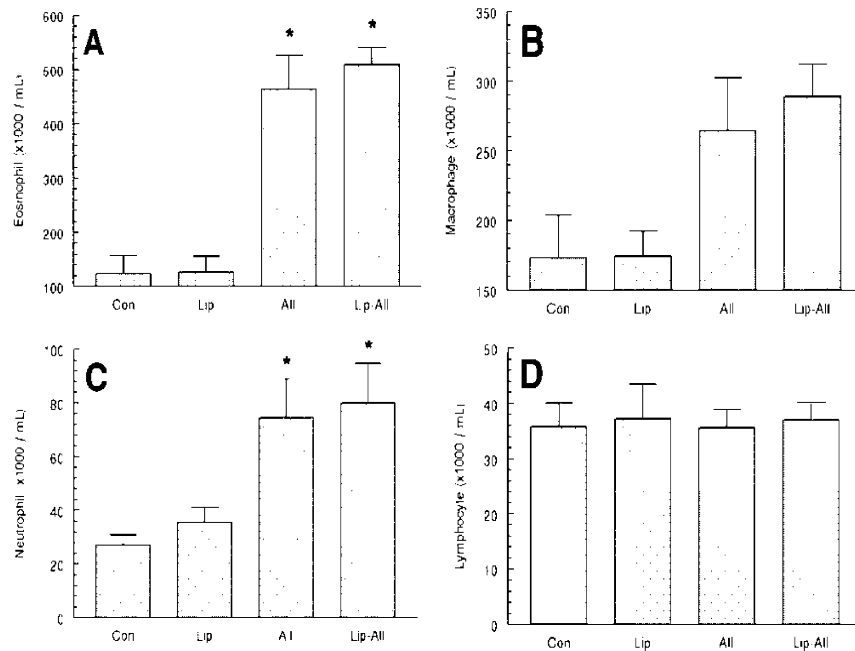 A
Eosinophil (x1000 / mL)
600
500
400
300
200
100
* *
Con Lip All Lip-All
B
Macrophage (x1000 / mL)
350
300
250
200
150
Con Lip All Lip-All
C
Neutrophil x1000 / mL)
100
80
60
40
20
0
* *
Con Lip All Lip-All
D
Lymphocyte (x1000 / mL)
50
40
30
20
10
0
Con Lip All Lip-All